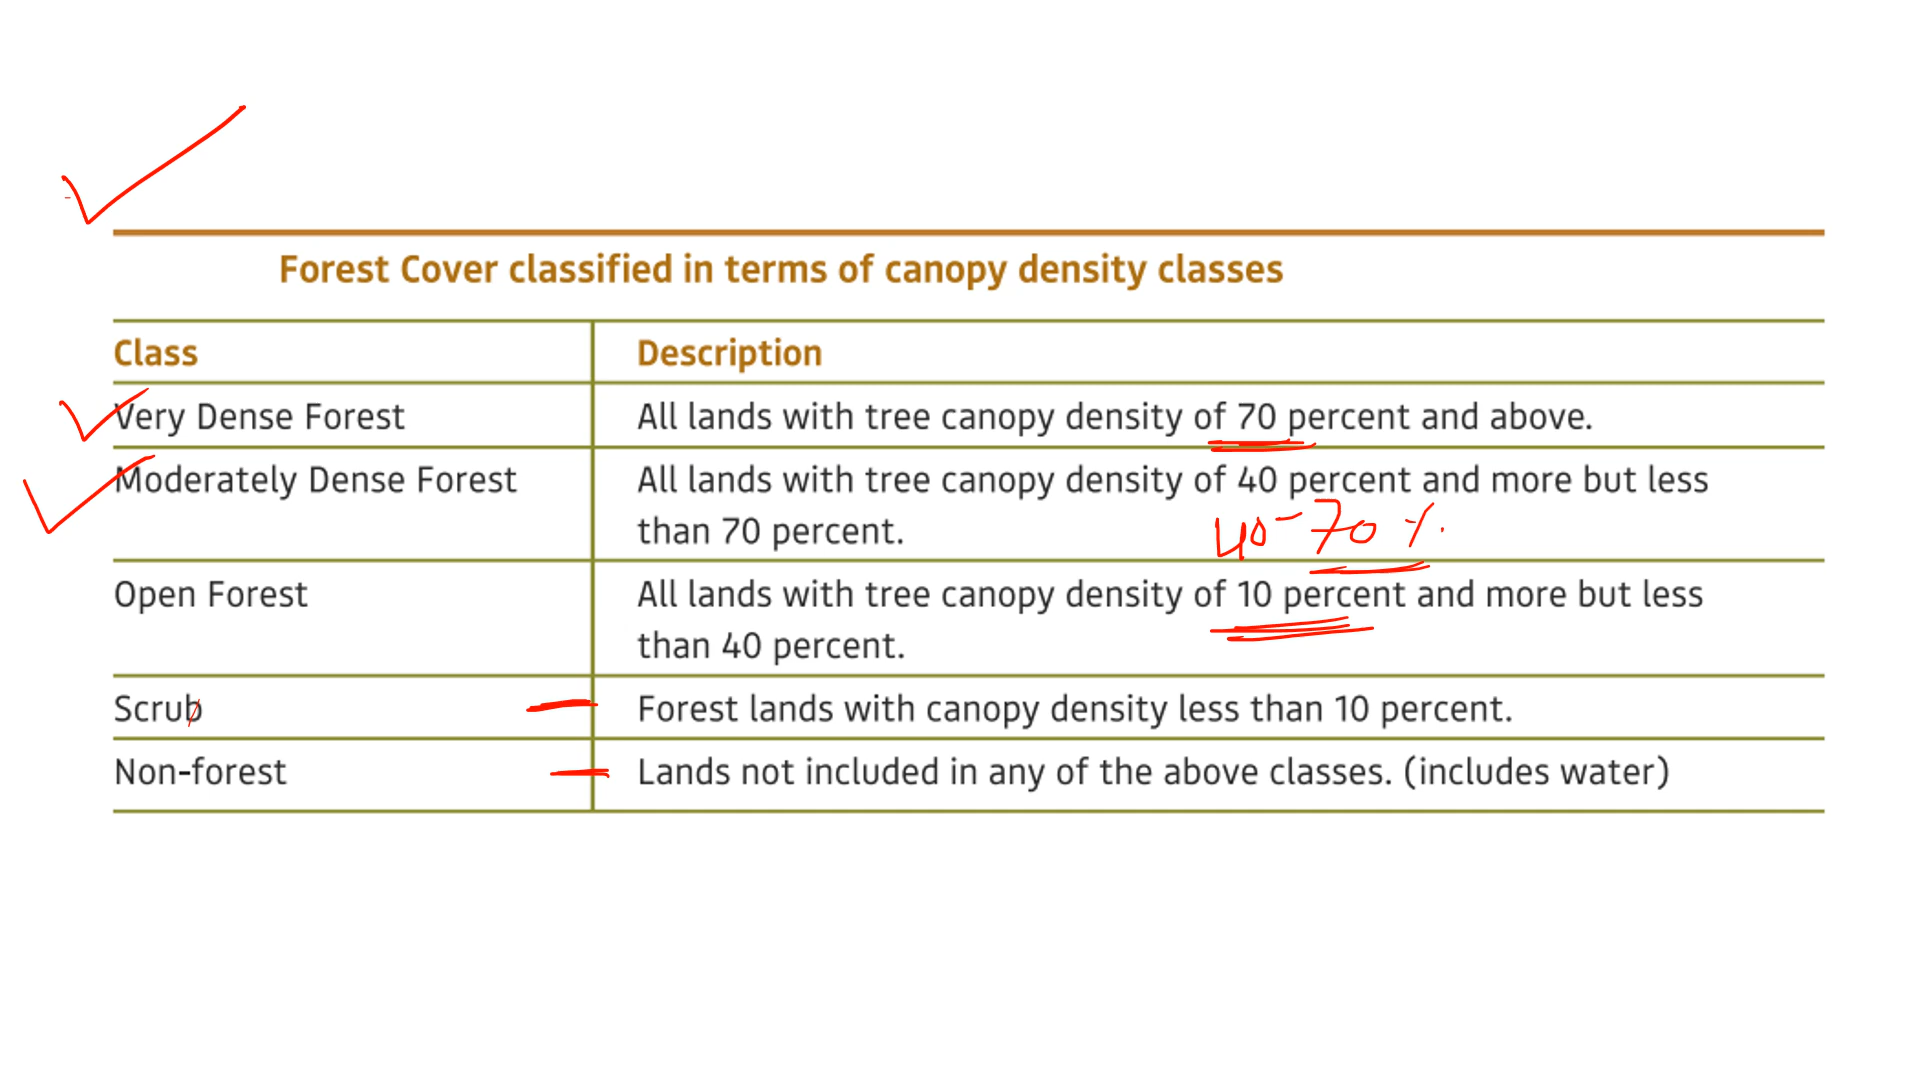 Forest Cover classified in terms of canopy density classes
Class Description
Very Dense Forest All lands with tree canopy density of 70 percent and above.
Moderately Dense Forest All lands with tree canopy density of 40 percent and more but less
than 70 percent.
40-70 %
Open Forest All lands with tree canopy density of 10 percent and more but less
than 40 percent.
Scrub Forest lands with canopy density less than 10 percent.
Non-forest Lands not included in any of the above classes. (includes water)